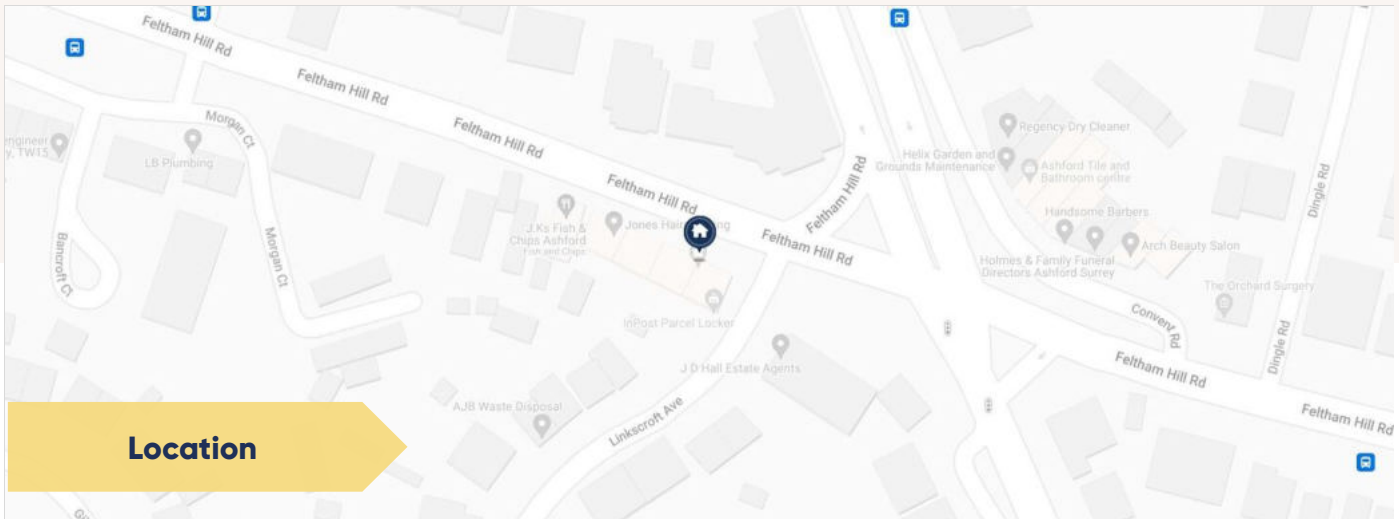 Feltham Hill Rd
Feltham Hill Rd
Feltham Hill Rd
Feltham Hill Rd
Feltham Hill Rd
Feltham Hill Rd
Feltham Hill Rd
Feltham Hill Rd
Morgan Ct
Morgan Ct
Bancroft Ct
engineer
y, TW15
LB Plumbing
J.Ks Fish &
Chips Ashford
Fish and Chips
Jones
InPost Parcel Locker
J D Hall Estate Agents
AJB Waste Disposal
Linkscroft Ave
Regency Dry Cleaner
Helix Garden and
Grounds Maintenance
Ashford Tile and
Bathroom centre
Handsome Barbers
Arch Beauty Salon
Holmes & Family Funeral
Directors Ashford Surrey
The Orchard Surgery
Convent Rd
Dingle Rd
Dingle Rd
Location